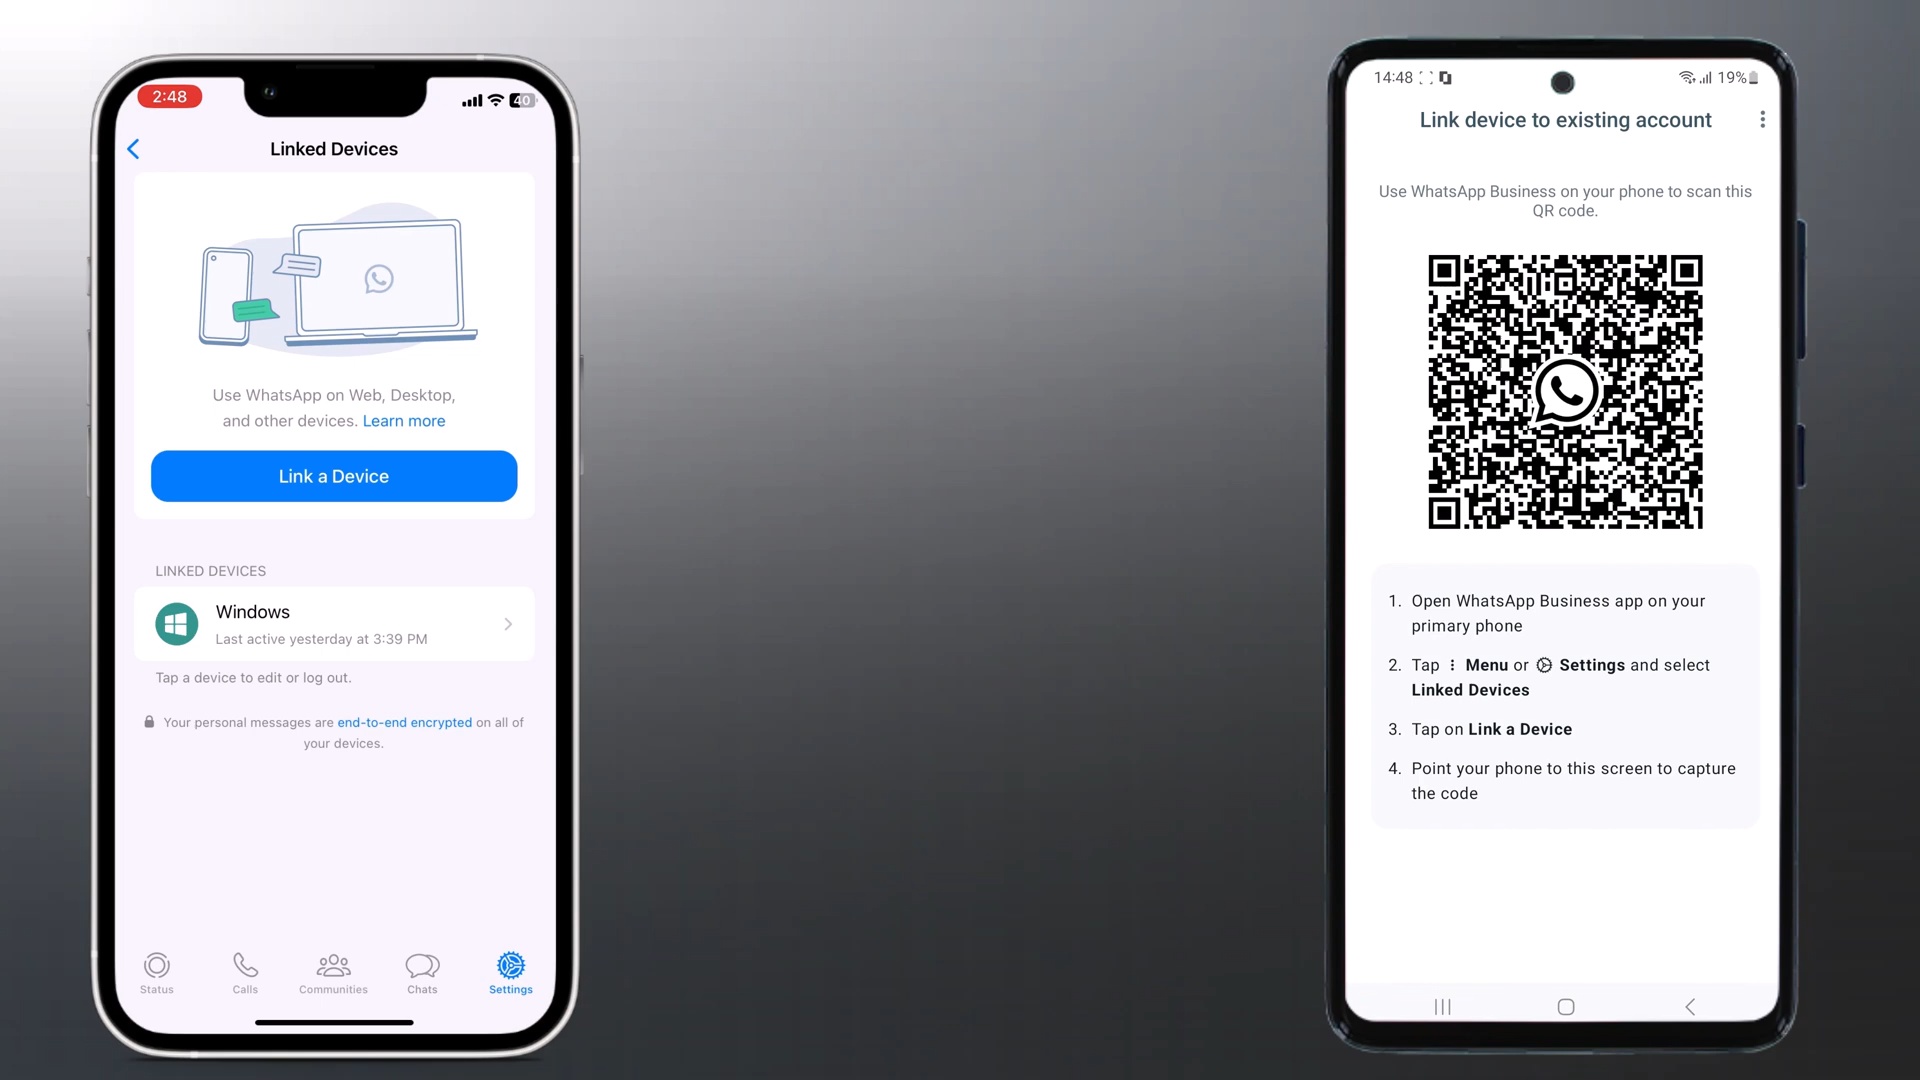 2:48
40
Linked Devices
Use WhatsApp on Web, Desktop,
and other devices. Learn more
Link a Device
LINKED DEVICES
Windows
Last active yesterday at 3:39 PM
Tap a device to edit or log out.
Your personal messages are end-to-end encrypted on all of
your devices.
Status
Calls
Communities
Chats
Settings
14:48
19%
Link device to existing account
Use WhatsApp Business on your phone to scan this
QR code.
1. Open WhatsApp Business app on your
primary phone
2. Tap ⋮ Menu or Settings and select
Linked Devices
3. Tap on Link a Device
4. Point your phone to this screen to capture
the code